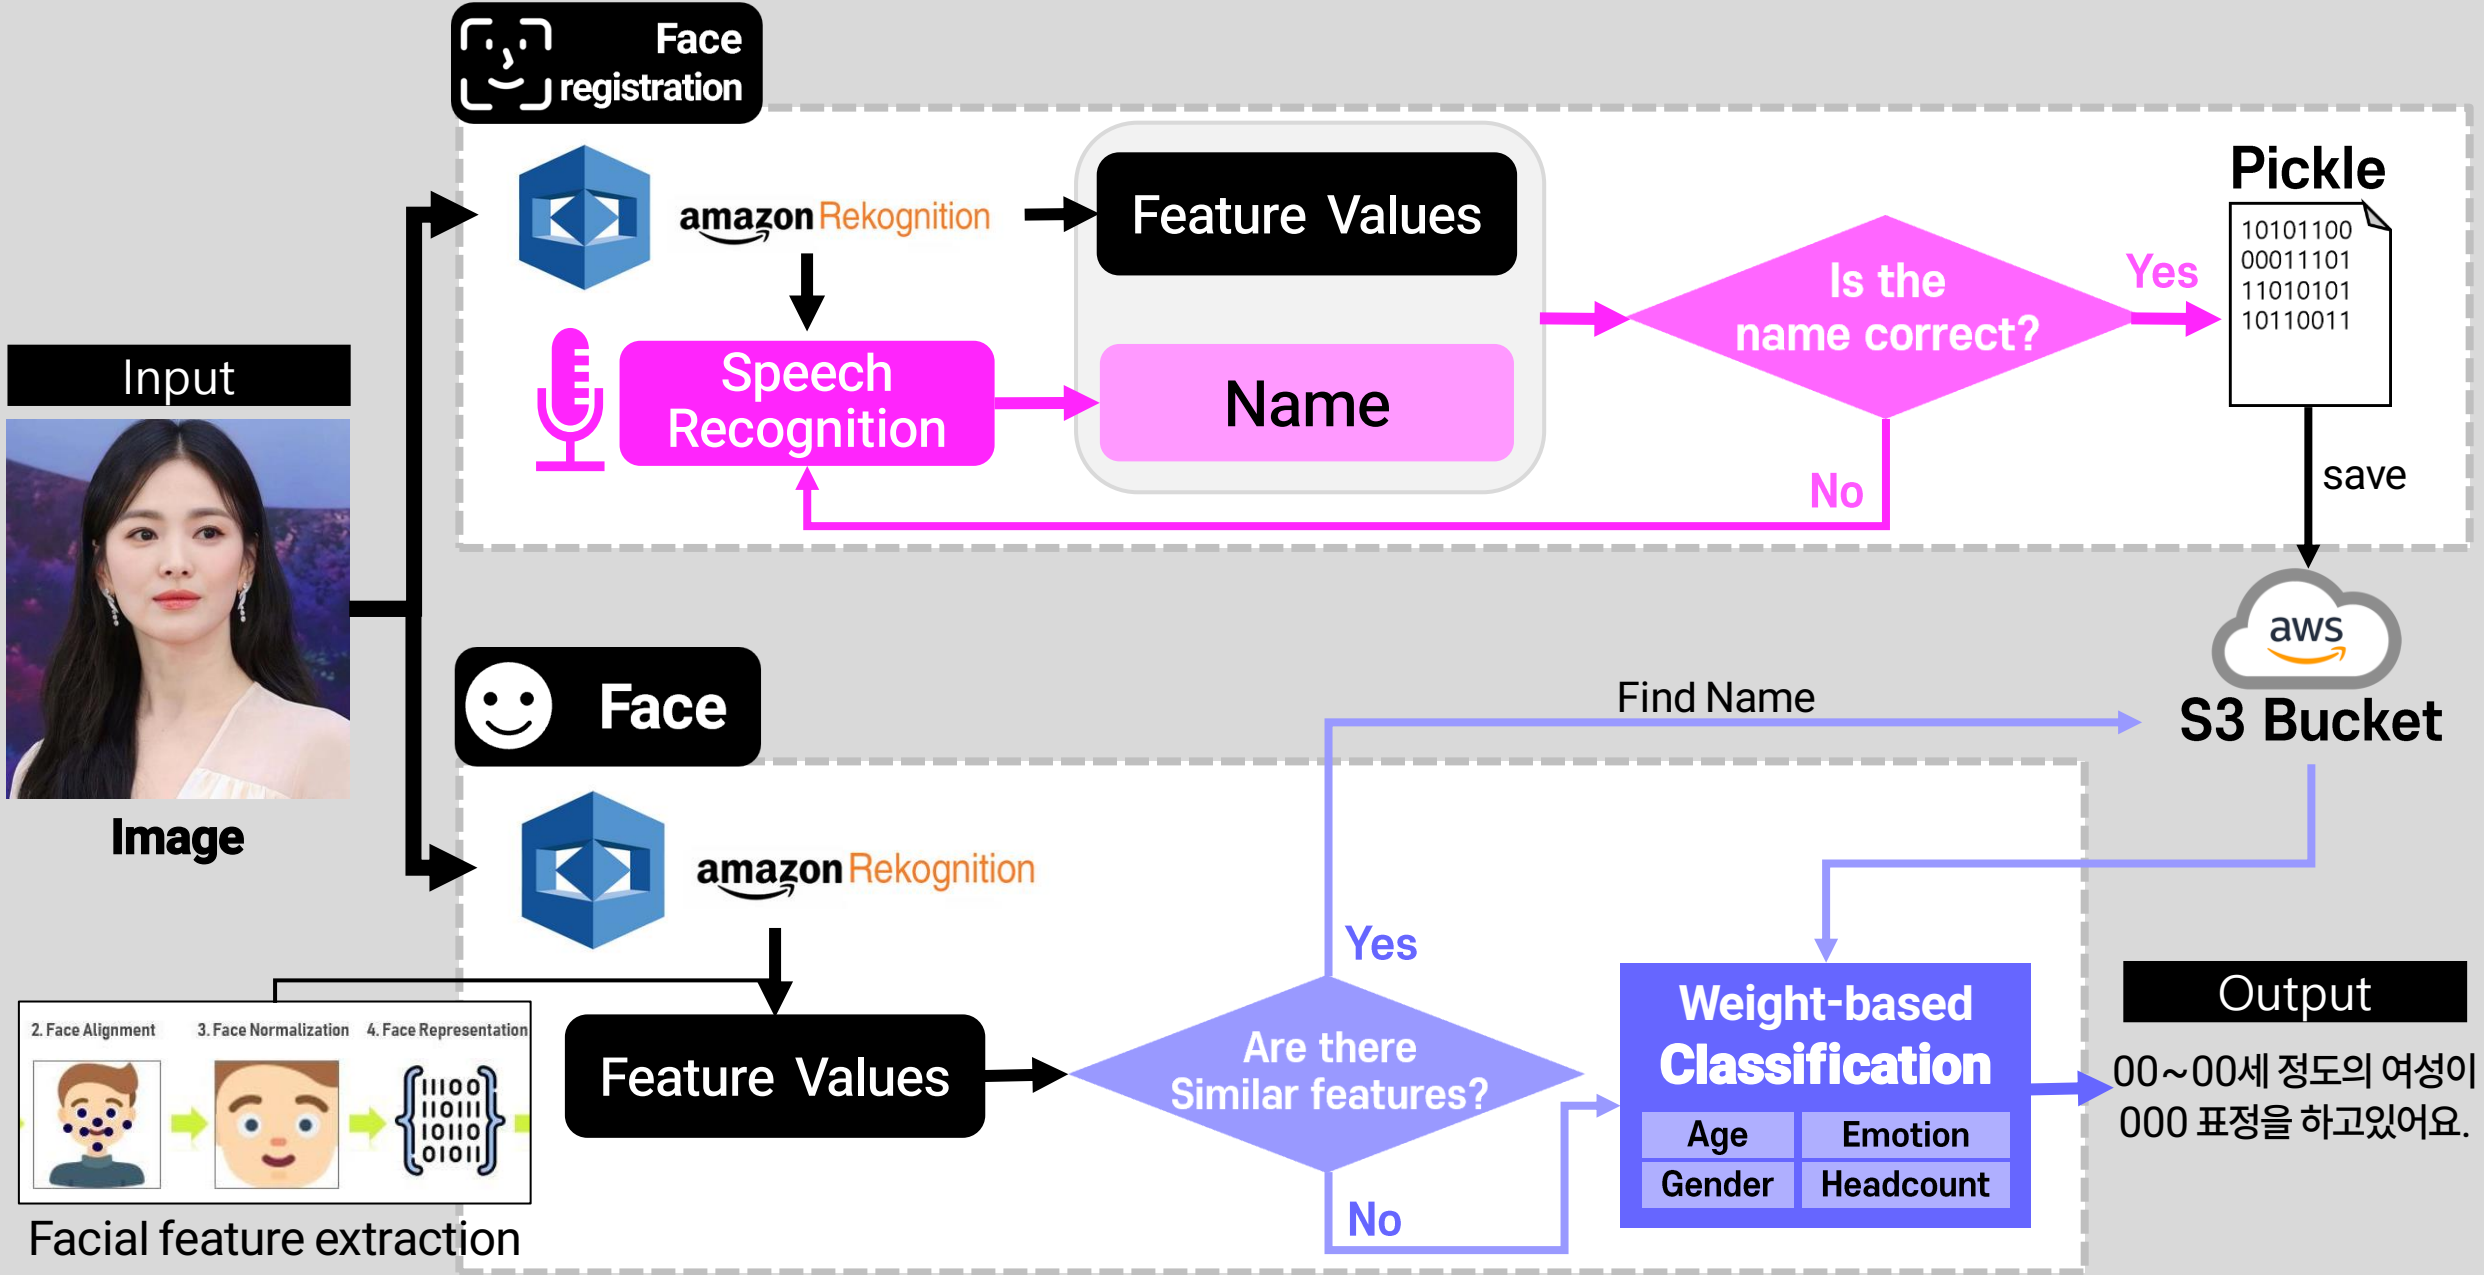 Face
registration
amazon Rekognition
Feature Values
Pickle
10101100
00011101
11010101
10110011
Is the
name correct?
Yes
Input
Speech
Recognition
Name
No
save
aws
S3 Bucket
Image
Face
Find Name
amazon Rekognition
Yes
2. Face Alignment
3. Face Normalization
4. Face Representation
11100
110111
10110
01011
Facial feature extraction
Feature Values
Are there
Similar features?
No
Weight-based
Classification
Age
Emotion
Gender
Headcount
Output
00~00세 정도의 여성이
000 표정을 하고있어요.